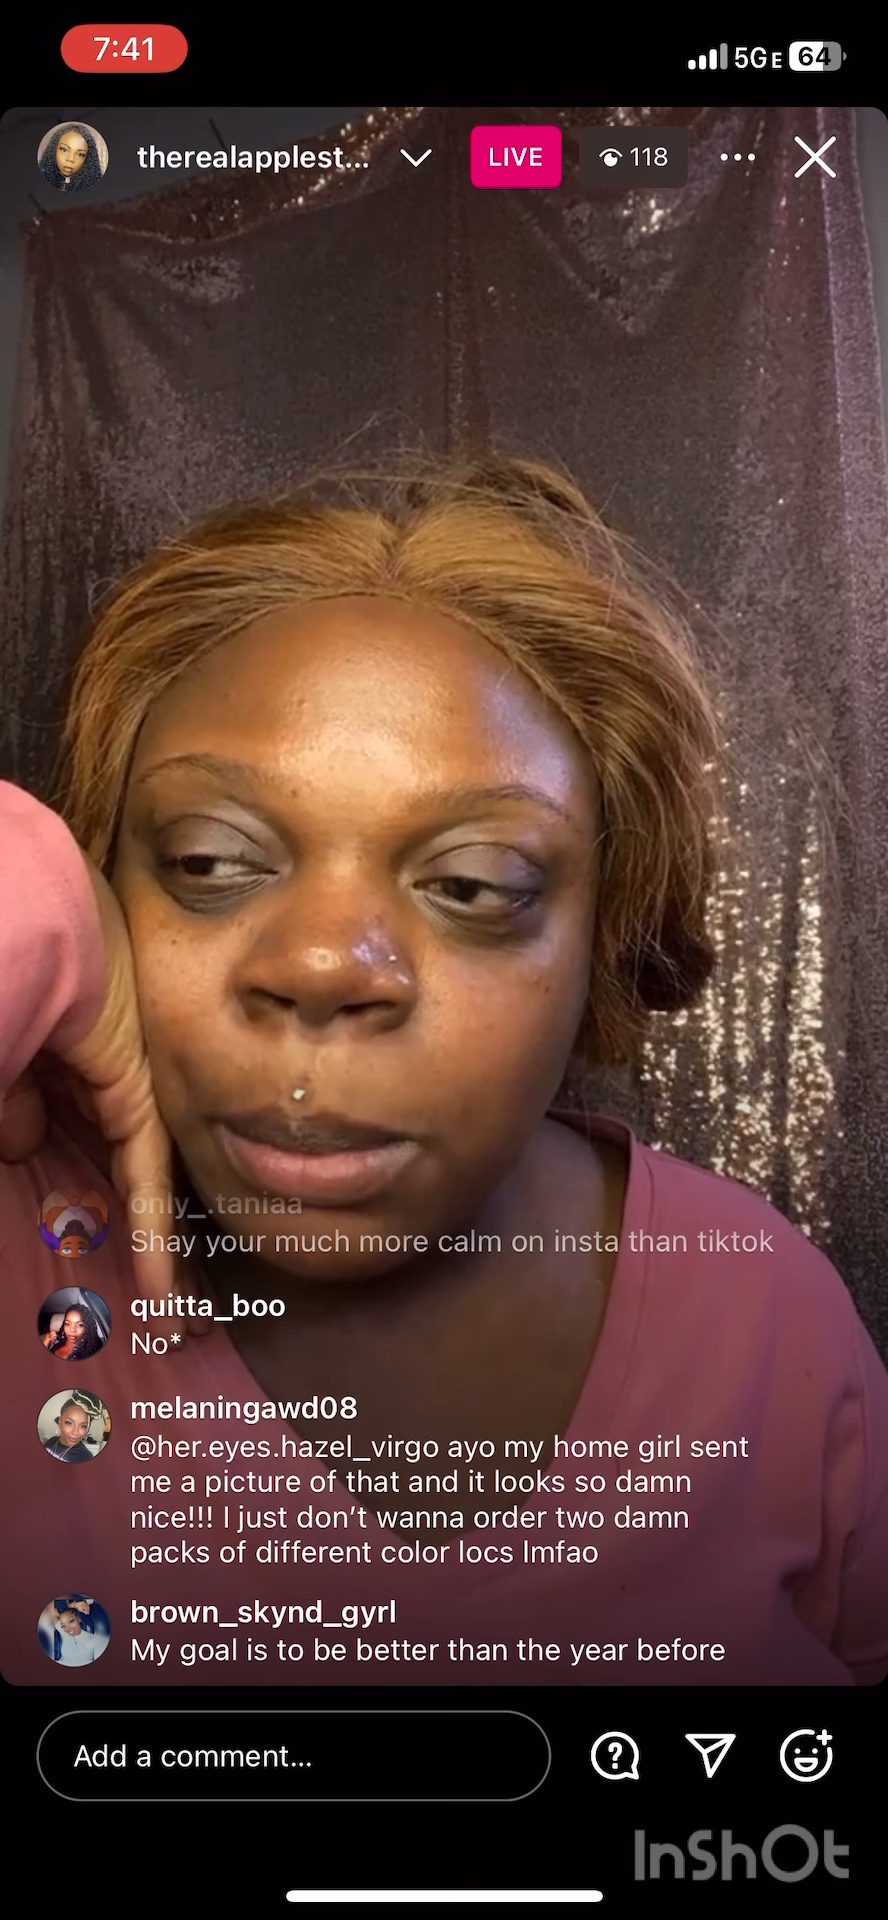 7:41
5GE 64
therealapplest...
LIVE
118
only_.taniaa
Shay your much more calm on insta than tiktok
quitta_boo
No*
melaningawd08
@her.eyes.hazel_virgo ayo my home girl sent
me a picture of that and it looks so damn
nice!!! I just don’t wanna order two damn
packs of different color locs lmfao
brown_skynd_gyrl
My goal is to be better than the year before
Add a comment...
InShOt